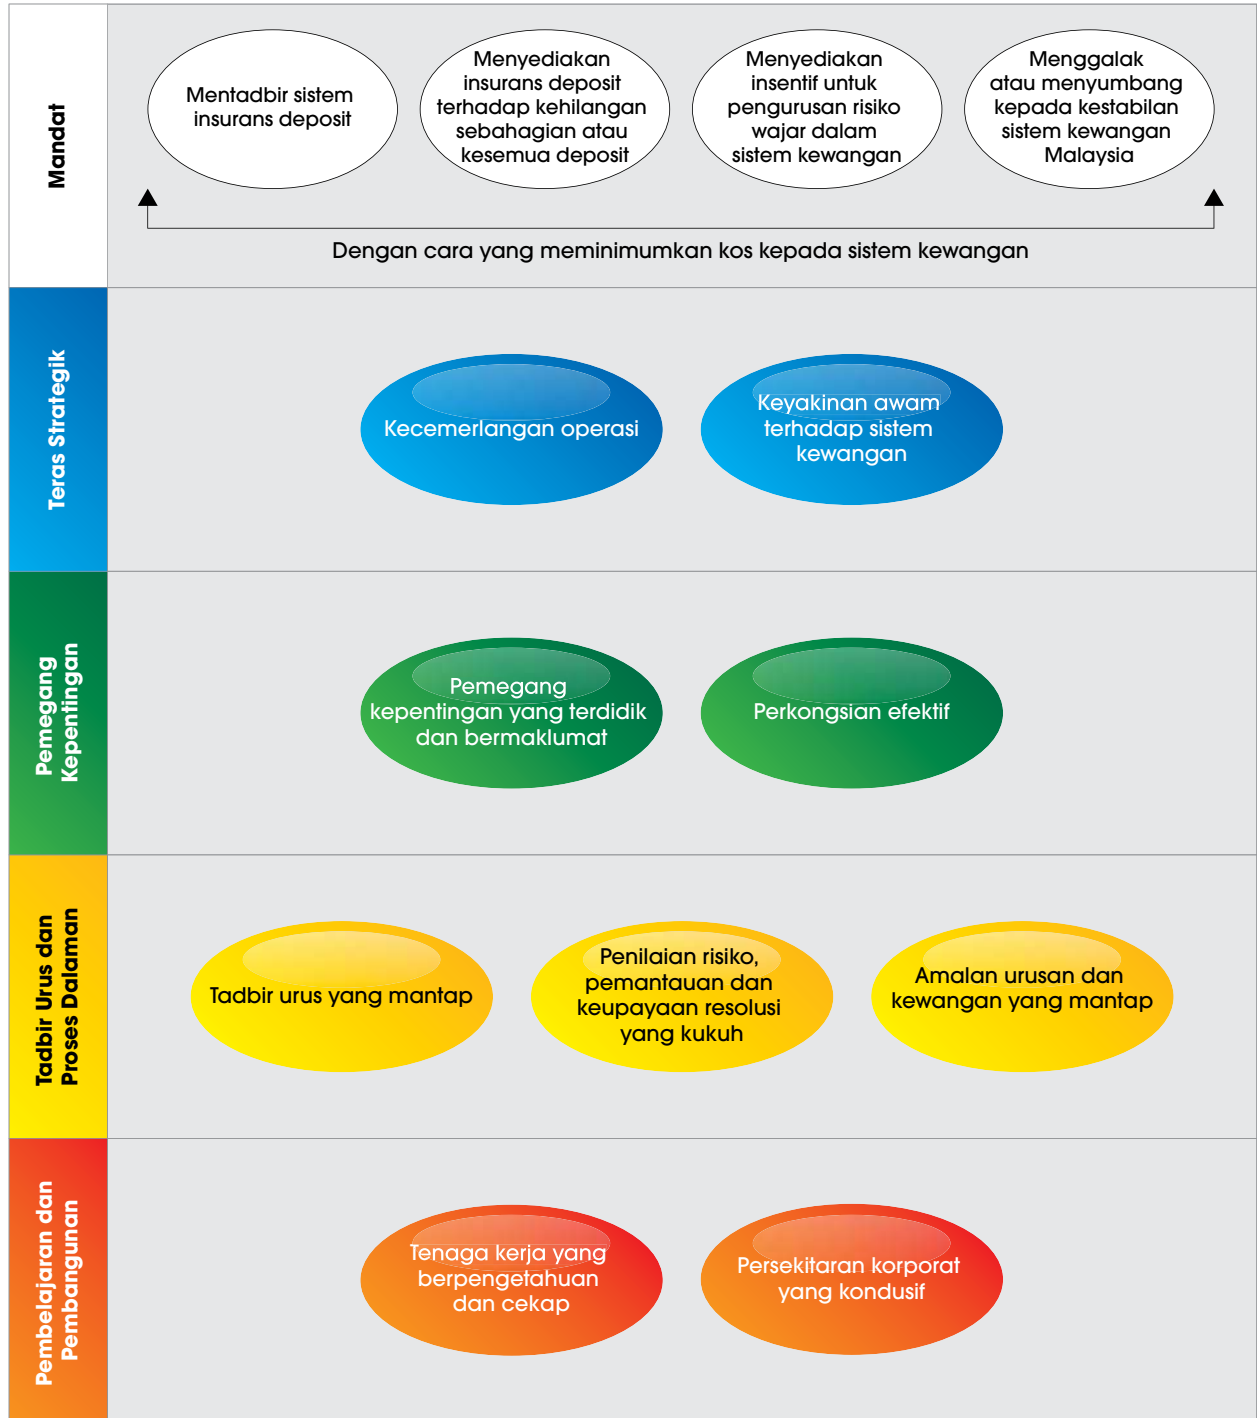 Mandat
Mentadbir sistem
insurans deposit
Menyediakan
insurans deposit
terhadap kehilangan
sebahagian atau
kesemua deposit
Menyediakan
insentif untuk
pengurusan risiko
wajar dalam
sistem kewangan
Menggalak
atau menyumbang
kepada kestabilan
sistem kewangan
Malaysia
Dengan cara yang meminimumkan kos kepada sistem kewangan
Teras Strategik
Kecemerlangan operasi
Keyakinan awam
terhadap sistem
kewangan
Pemegang
Kepentingan
Pemegang
kepentingan yang terdidik
dan bermaklumat
Perkongsian efektif
Tadbir Urus dan
Proses Dalaman
Tadbir urus yang mantap
Penilaian risiko,
pemantauan dan
keupayaan resolusi
yang kukuh
Amalan urusan dan
kewangan yang mantap
Pembelajaran dan
Pembangunan
Tenaga kerja yang
berpengetahuan
dan cekap
Persekitaran korporat
yang kondusif